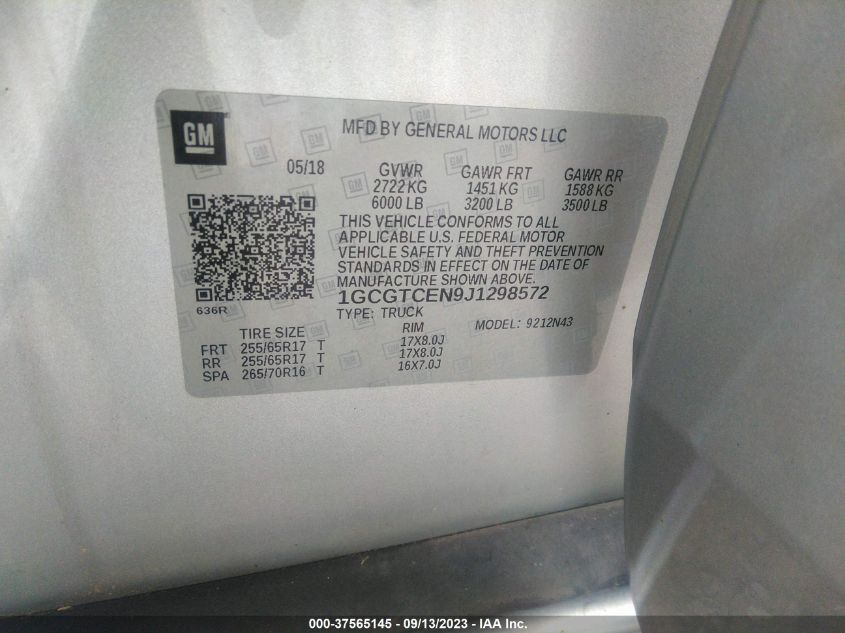 GM
MFD BY GENERAL MOTORS LLC
05/18 GVWR GAWR FRT GAWR RR
2722 KG 1451 KG 1588 KG
6000 LB 3200 LB 3500 LB
THIS VEHICLE CONFORMS TO ALL
APPLICABLE U.S. FEDERAL MOTOR
VEHICLE SAFETY AND THEFT PREVENTION
STANDARDS IN EFFECT ON THE DATE OF
MANUFACTURE SHOWN ABOVE.
1GCGTCEN9J1298572
636R
TYPE: TRUCK MODEL: 9212N43
TIRE SIZE RIM
FRT 255/65R17 T 17X8.0J
RR 255/65R17 T 17X8.0J
SPA 265/70R16 T 16X7.0J
000-37565145 - 09/13/2023 - IAA Inc.